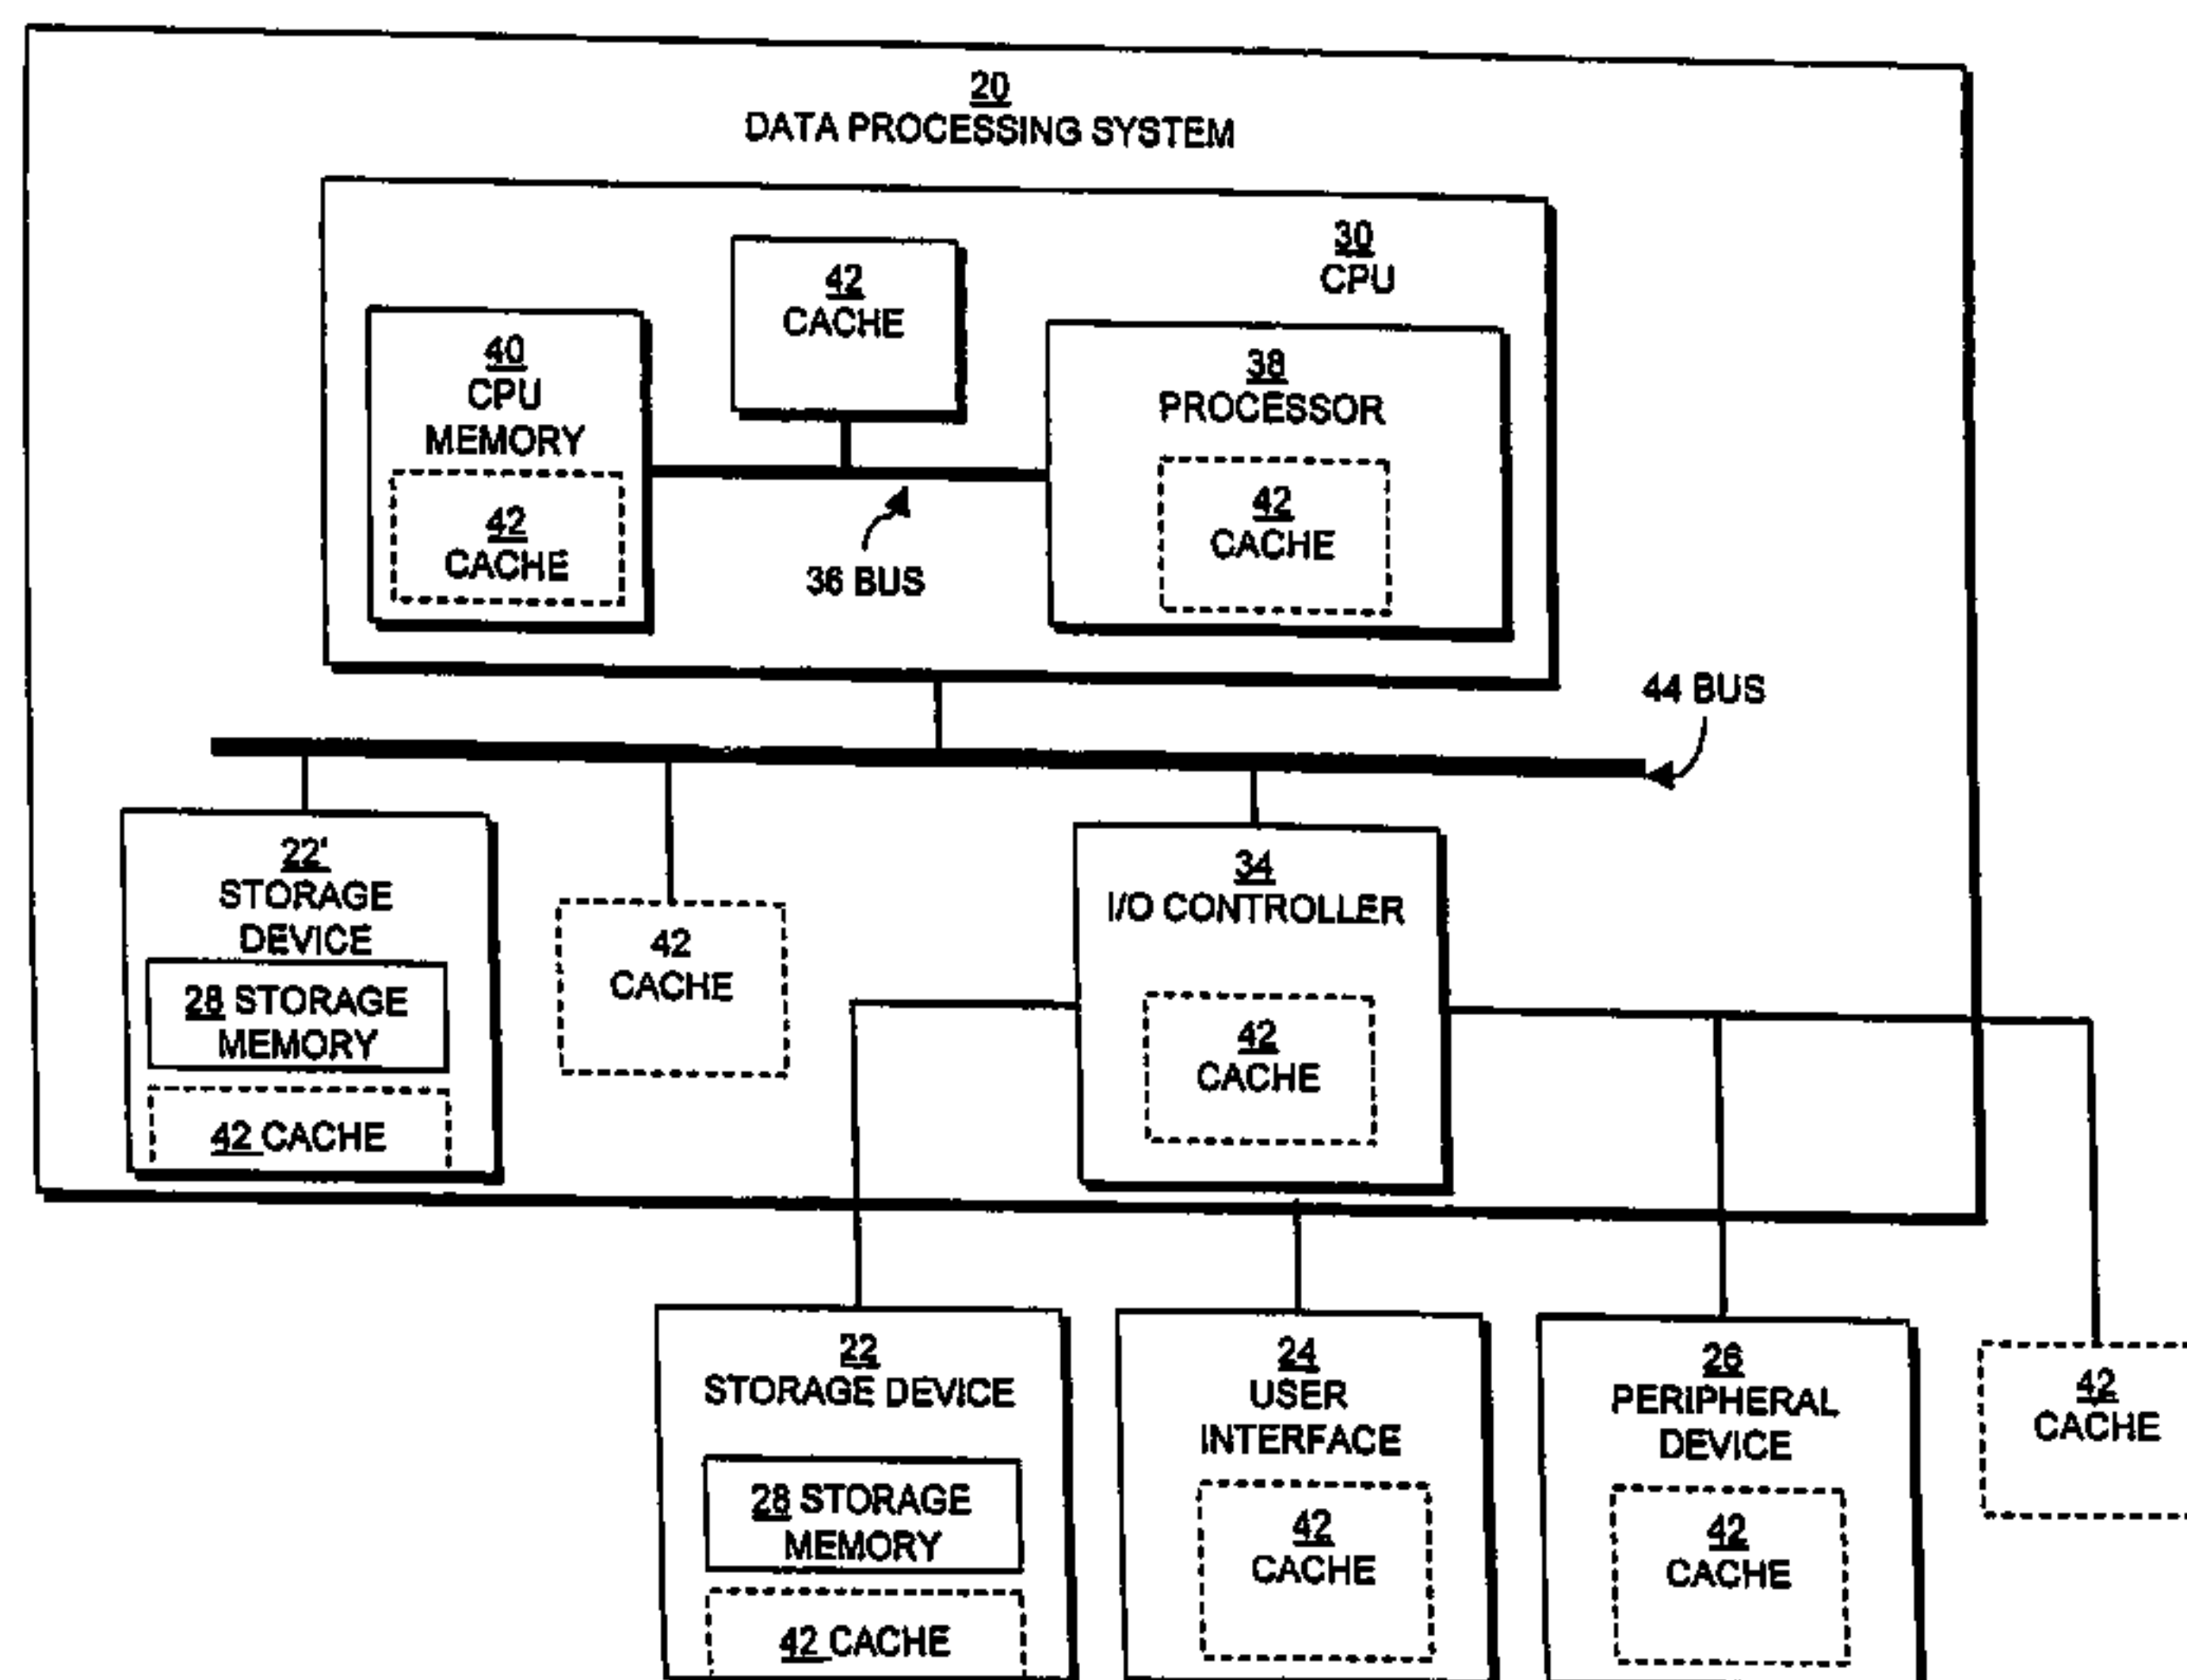 20
DATA PROCESSING SYSTEM
30
CPU
42
CACHE
40
CPU
MEMORY
42
CACHE
38
PROCESSOR
42
CACHE
36 BUS
44 BUS
22'
STORAGE
DEVICE
28 STORAGE
MEMORY
42 CACHE
42
CACHE
34
I/O CONTROLLER
42
CACHE
22
STORAGE DEVICE
28 STORAGE
MEMORY
42 CACHE
24
USER
INTERFACE
42
CACHE
26
PERIPHERAL
DEVICE
42
CACHE
42
CACHE